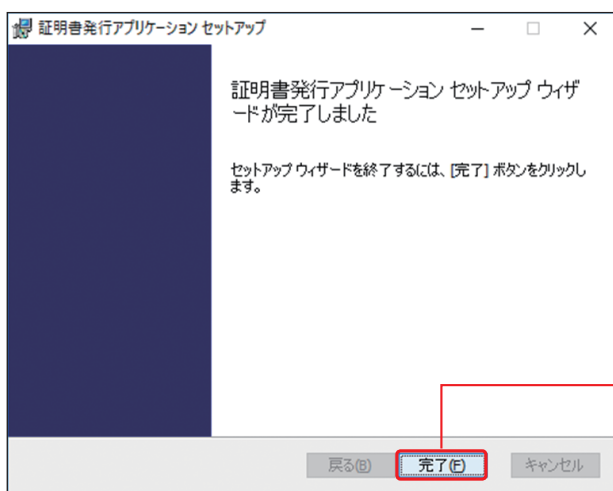 証明書発行アプリケーション セットアップ
証明書発行アプリケーション セットアップ ウィザ
ードが完了しました
セットアップ ウィザードを終了するには、[完了] ボタンをクリックし
ます。
戻る(B)
完了(F)
キャンセル